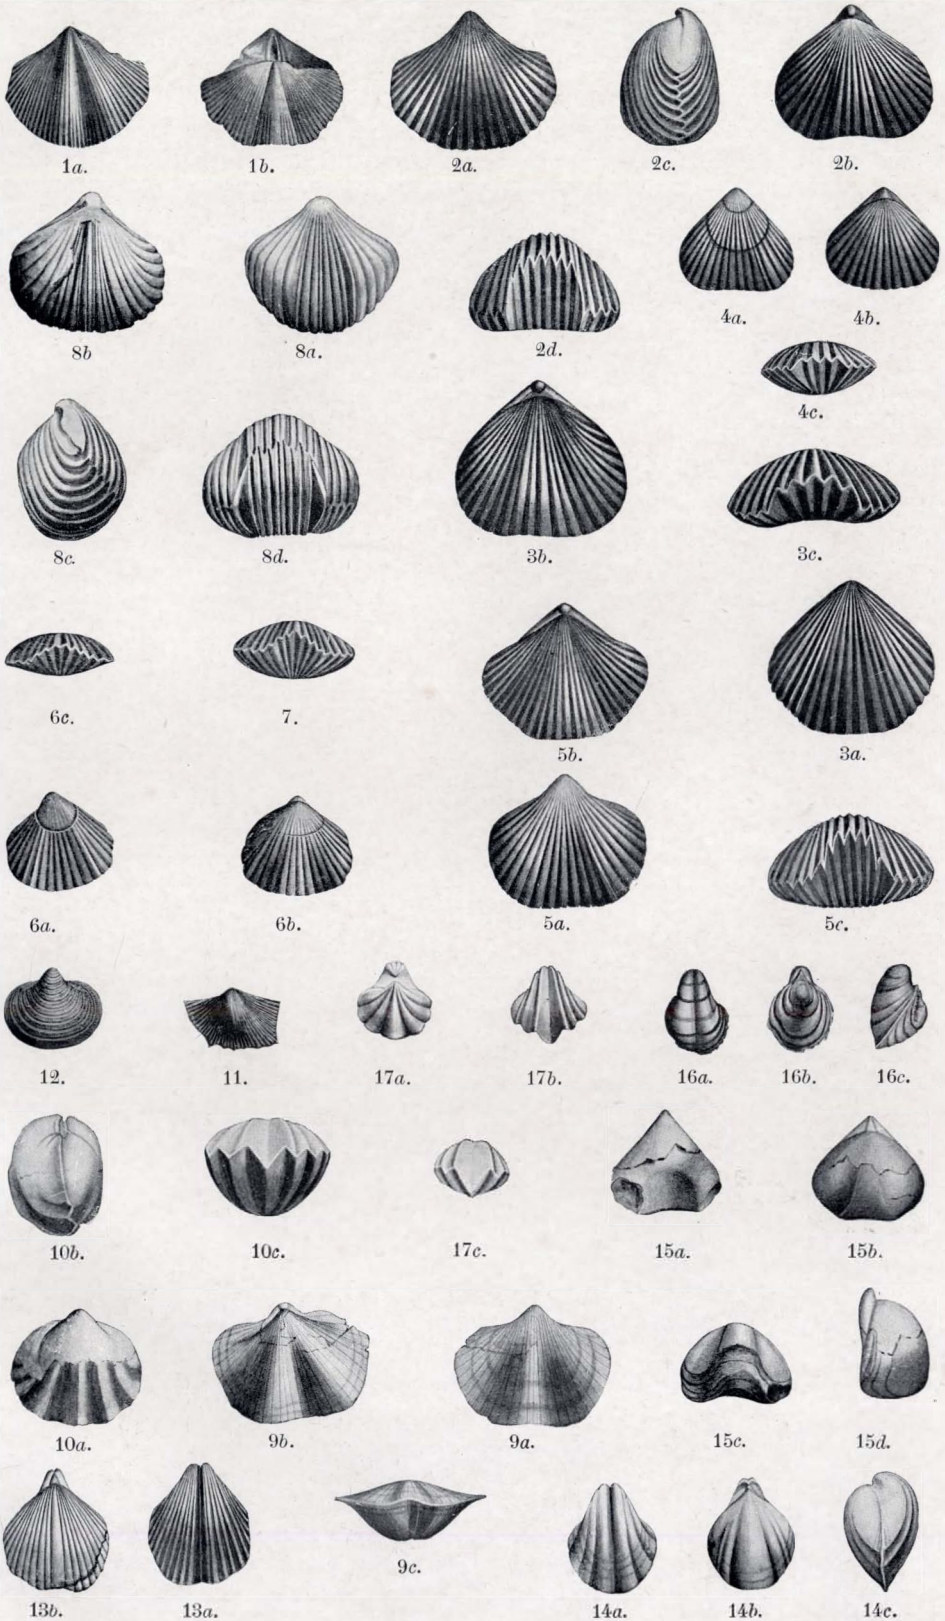 1a. 1b. 2a. 2c. 2b.
8b 8a. 2d. 4a. 4b.
4c.
8c. 8d. 3b. 3c.
6c. 7. 5b. 3a.
6a. 6b. 5a. 5c.
12. 11. 17a. 17b. 16a. 16b. 16c.
10b. 10c. 17c. 15a. 15b.
10a. 9b. 9a. 15c. 15d.
13b. 13a. 9c. 14a. 14b. 14c.